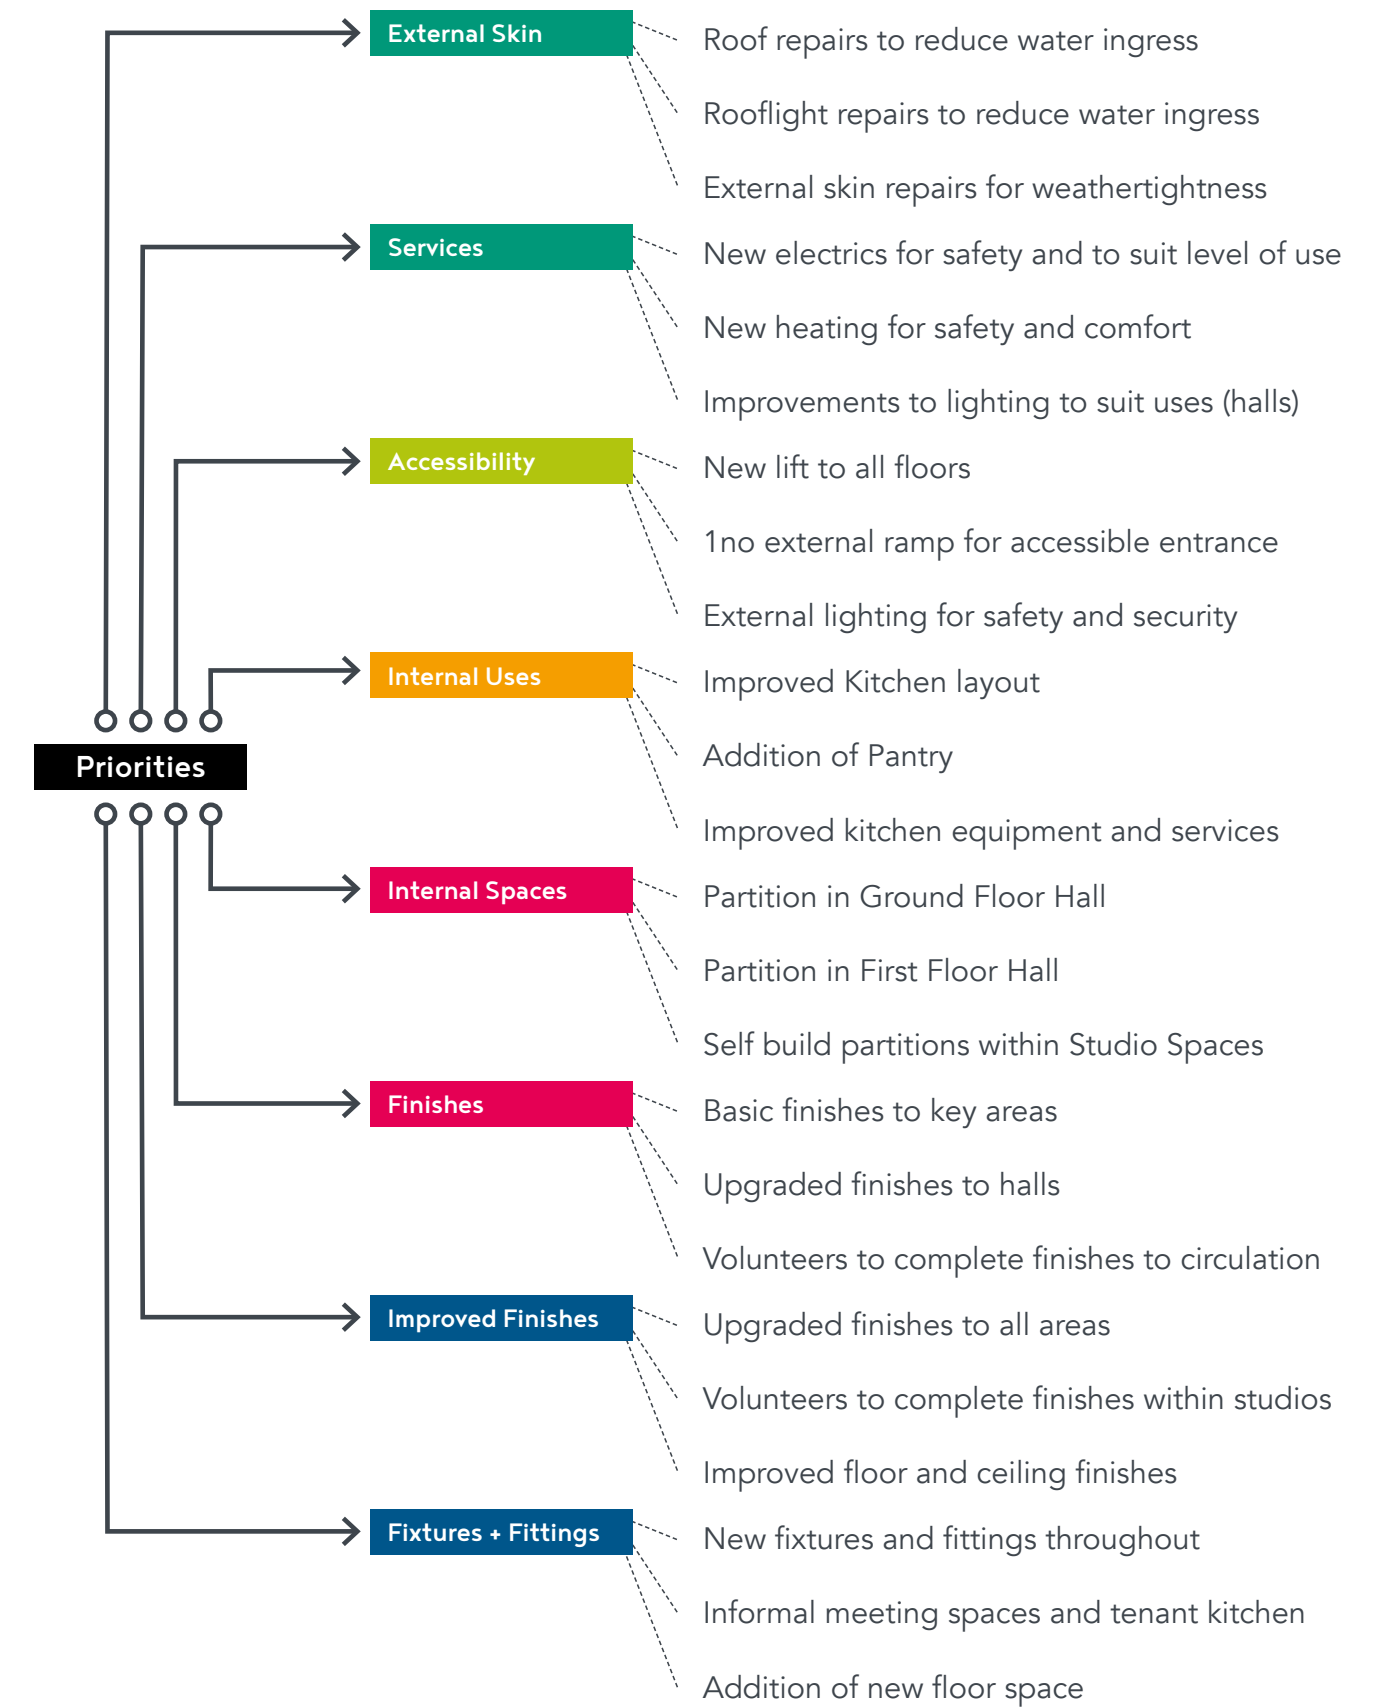 External Skin
Roof repairs to reduce water ingress
Rooflight repairs to reduce water ingress
External skin repairs for weathertightness
Services
New electrics for safety and to suit level of use
New heating for safety and comfort
Improvements to lighting to suit uses (halls)
Accessibility
New lift to all floors
1no external ramp for accessible entrance
External lighting for safety and security
Internal Uses
Improved Kitchen layout
Addition of Pantry
Improved kitchen equipment and services
Priorities
Internal Spaces
Partition in Ground Floor Hall
Partition in First Floor Hall
Self build partitions within Studio Spaces
Finishes
Basic finishes to key areas
Upgraded finishes to halls
Volunteers to complete finishes to circulation
Improved Finishes
Upgraded finishes to all areas
Volunteers to complete finishes within studios
Improved floor and ceiling finishes
Fixtures + Fittings
New fixtures and fittings throughout
Informal meeting spaces and tenant kitchen
Addition of new floor space